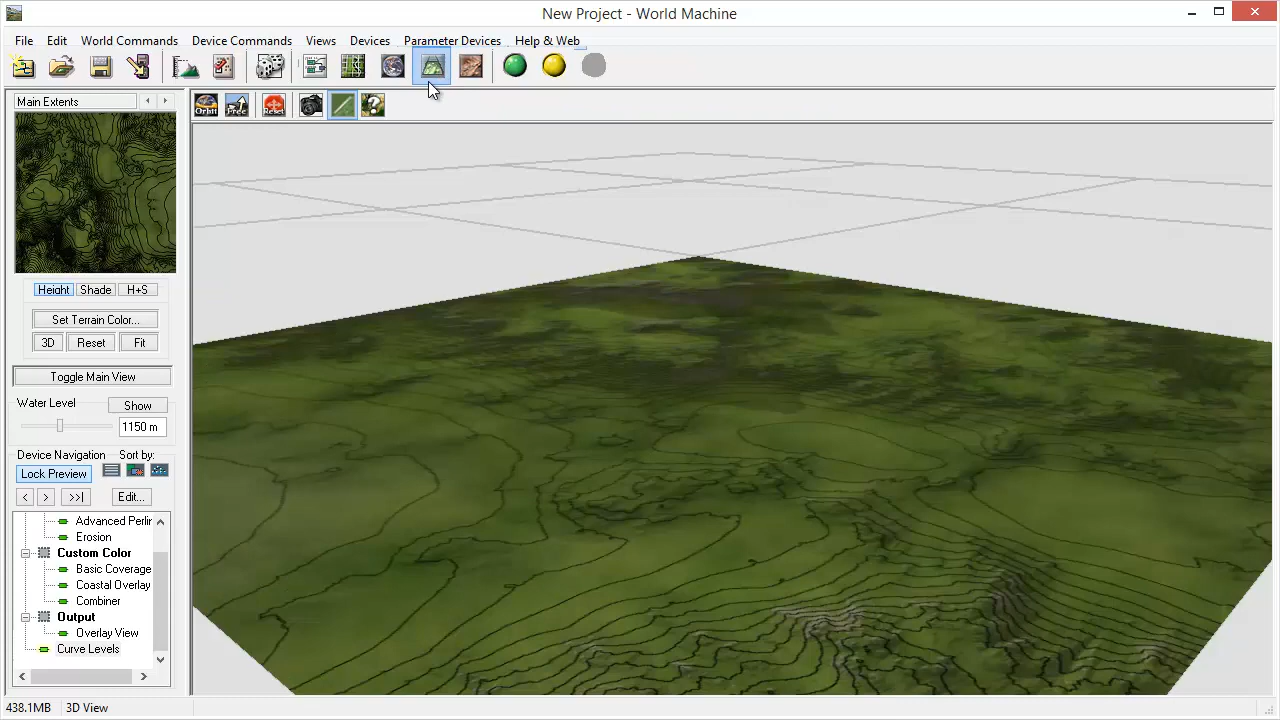 New Project - World Machine
File Edit World Commands Device Commands Views Devices Parameter Devices Help & Web
Main Extents
Orbit Free Reset
Height Shade H+S
Set Terrain Color...
3D Reset Fit
Toggle Main View
Water Level Show
1150 m
Device Navigation Sort by:
Lock Preview
< > >>| Edit...
Advanced Perlin
Erosion
Custom Color
Basic Coverage
Coastal Overlay
Combiner
Output
Overlay View
Curve Levels
438.1MB 3D View